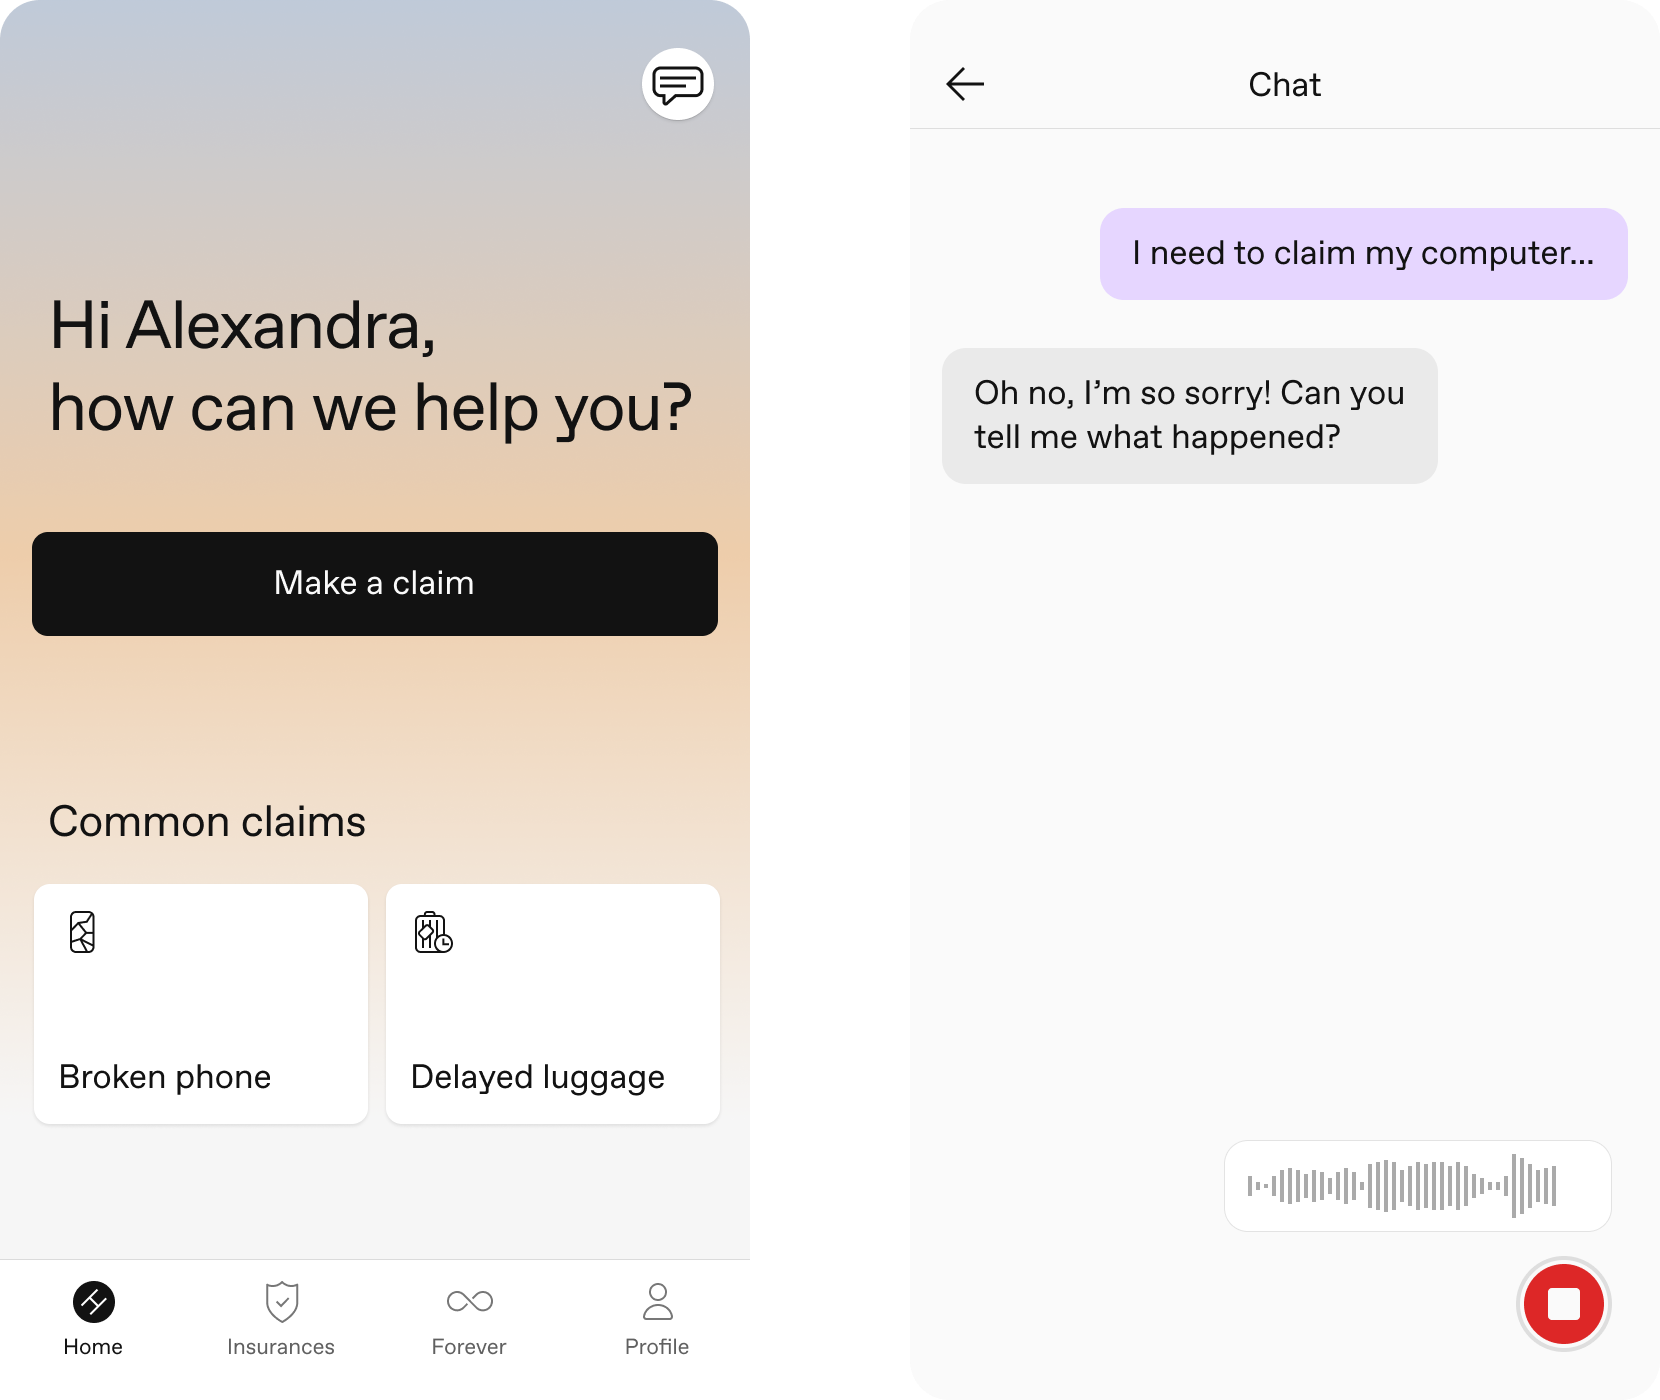 Hi Alexandra,
how can we help you?
Make a claim
Common claims
Broken phone
Delayed luggage
Home
Insurances
Forever
Profile
Chat
I need to claim my computer...
Oh no, I’m so sorry! Can you
tell me what happened?